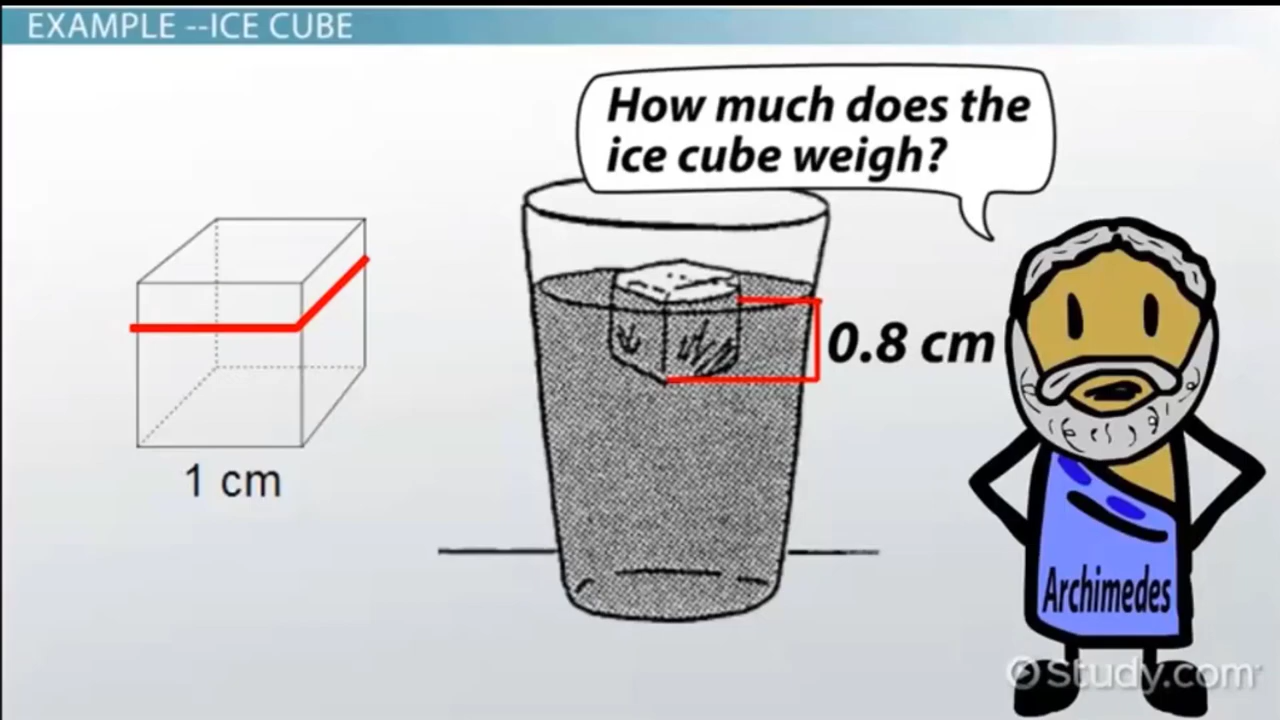 EXAMPLE --ICE CUBE
How much does the
ice cube weigh?
0.8 cm
1 cm
Archimedes
Study.com